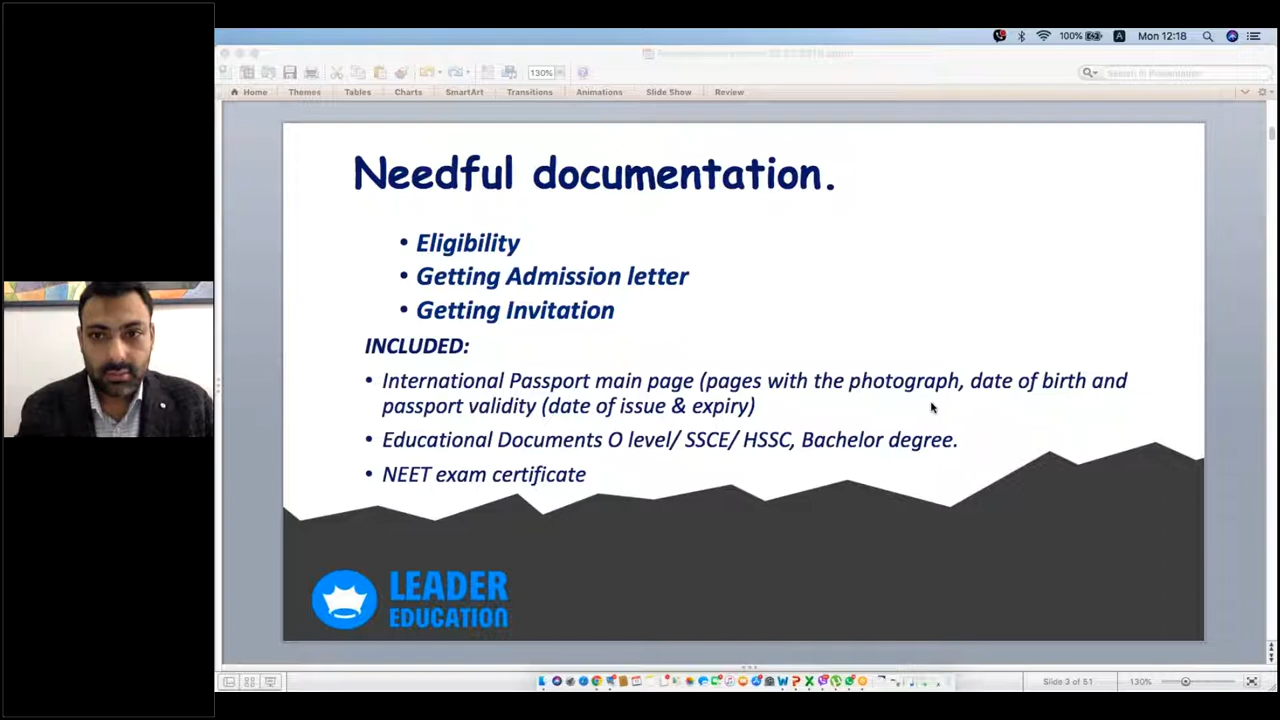 100%
A
Mon 12:18
130%
Search in Presentation
Home Themes Tables Charts SmartArt Transitions Animations Slide Show Review
Needful documentation.
• Eligibility
• Getting Admission letter
• Getting Invitation
INCLUDED:
• International Passport main page (pages with the photograph, date of birth and
passport validity (date of issue & expiry)
• Educational Documents O level/ SSCE/ HSSC, Bachelor degree.
• NEET exam certificate
LEADER
EDUCATION
Slide 3 of 51
130%